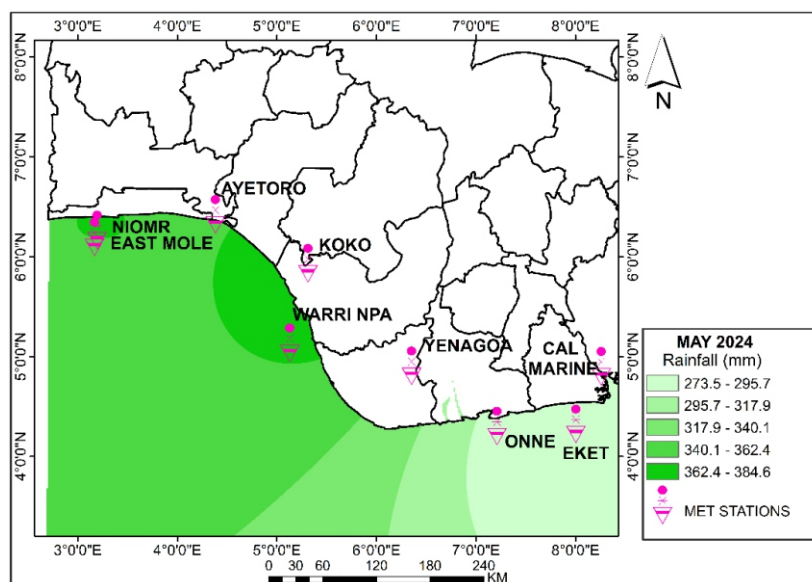 3°0'0"E 4°0'0"E 5°0'0"E 6°0'0"E 7°0'0"E 8°0'0"E
8°0'0"N 8°0'0"N
N
7°0'0"N 7°0'0"N
AYETORO
NIOMR
EAST MOLE
KOKO
6°0'0"N 6°0'0"N
WARRI NPA
YENAGOA
CAL
MARINE
5°0'0"N 5°0'0"N
ONNE
EKET
4°0'0"N 4°0'0"N
3°0'0"E 4°0'0"E 5°0'0"E 6°0'0"E 7°0'0"E 8°0'0"E
0 30 60 120 180 240
KM
MAY 2024
Rainfall (mm)
273.5 - 295.7
295.7 - 317.9
317.9 - 340.1
340.1 - 362.4
362.4 - 384.6
MET STATIONS